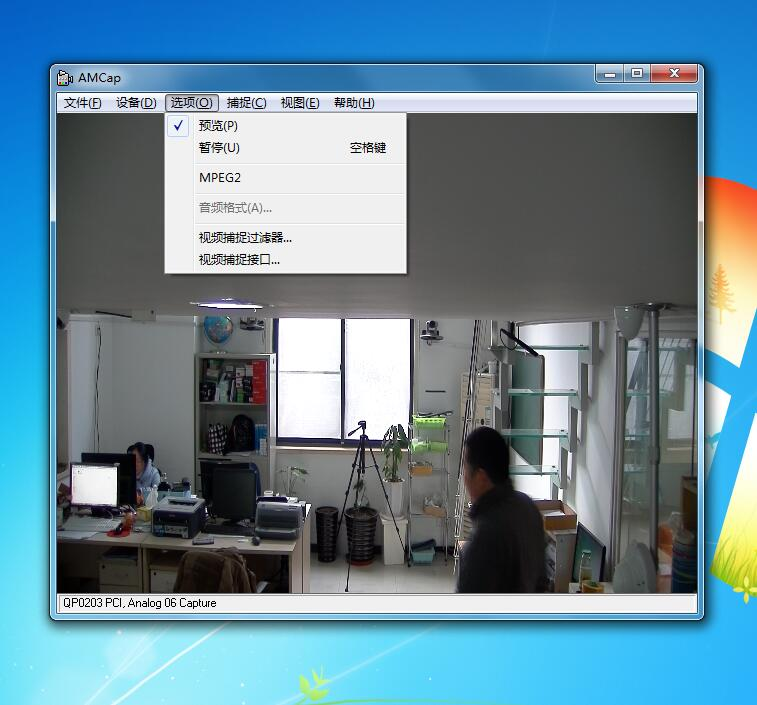 AMCap
文件(F) 设备(D) 选项(O) 捕捉(C) 视图(E) 帮助(H)
预览(P)
暂停(U) 空格键
MPEG2
音频格式(A)...
视频捕捉过滤器...
视频捕捉接口...
QP0203 PCI, Analog 06 Capture